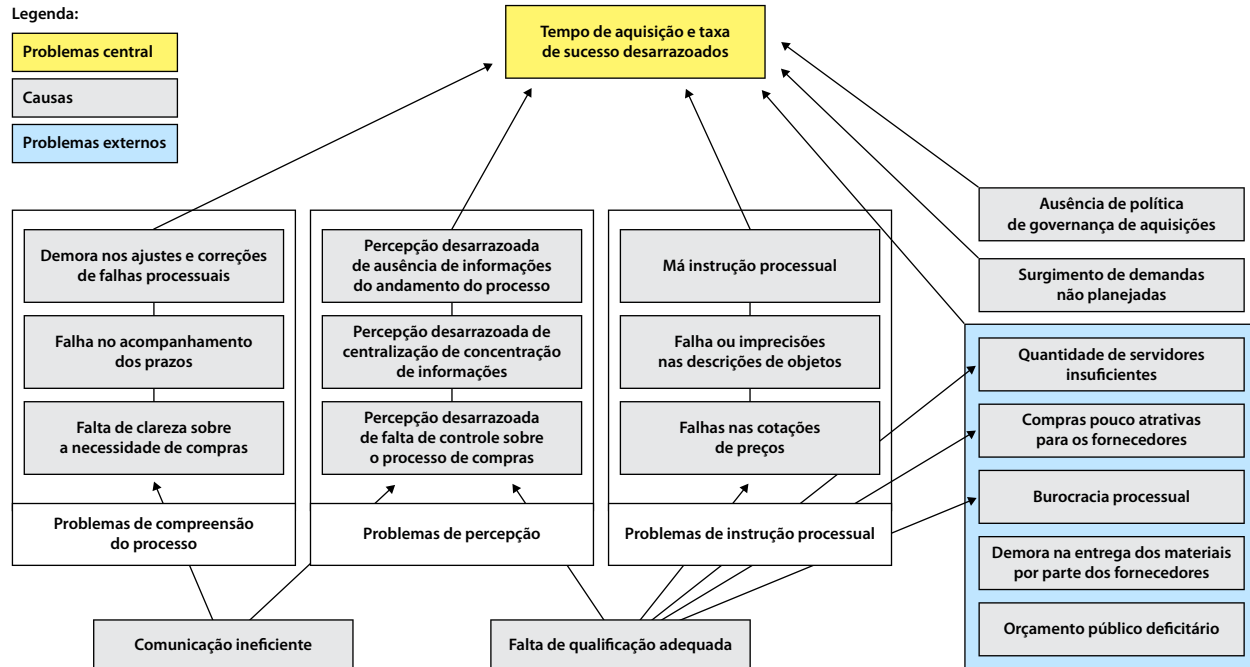 Legenda:
Problemas central
Causas
Problemas externos
Tempo de aquisição e taxa
de sucesso desarrazoados
Demora nos ajustes e correções
de falhas processuais
Falha no acompanhamento
dos prazos
Falta de clareza sobre
a necessidade de compras
Problemas de compreensão
do processo
Percepção desarrazoada
de ausência de informações
do andamento do processo
Percepção desarrazoada de
centralização de concentração
de informações
Percepção desarrazoada
de falta de controle sobre
o processo de compras
Problemas de percepção
Má instrução processual
Falha ou imprecisões
nas descrições de objetos
Falhas nas cotações
de preços
Problemas de instrução processual
Ausência de política
de governança de aquisições
Surgimento de demandas
não planejadas
Quantidade de servidores
insuficientes
Compras pouco atrativas
para os fornecedores
Burocracia processual
Demora na entrega dos materiais
por parte dos fornecedores
Orçamento público deficitário
Comunicação ineficiente
Falta de qualificação adequada